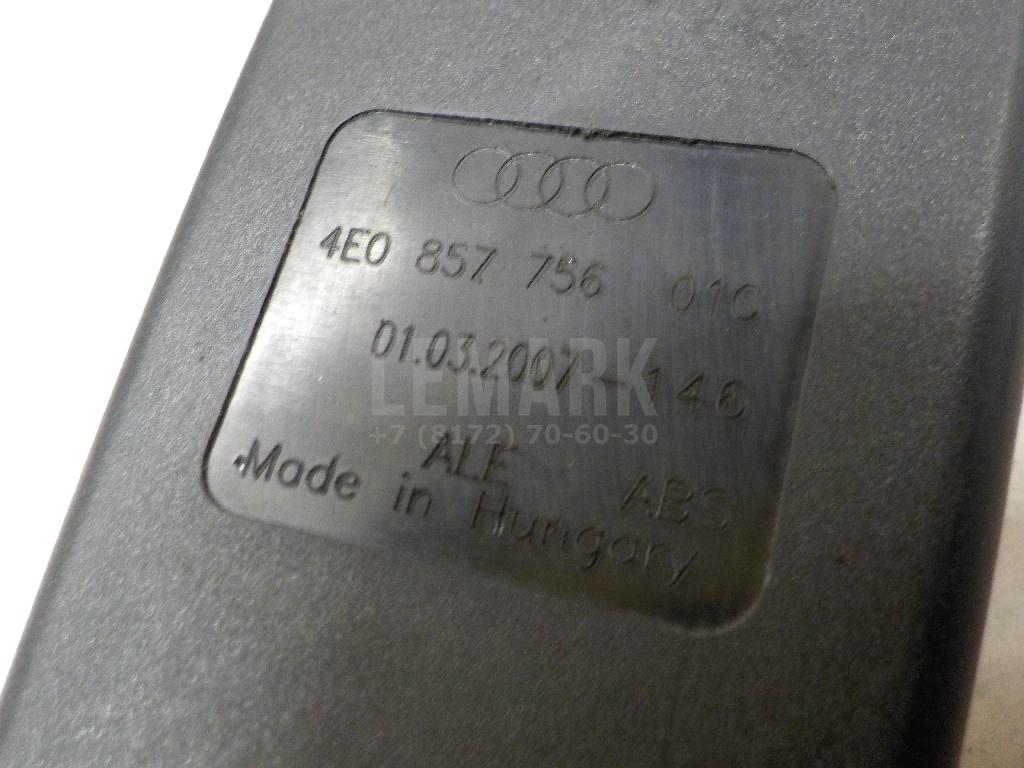 4E0 857 756 01C
01.03.2007-146
LEMARK
+7 (8172) 70-60-30
ALE ABS
Made in Hungary